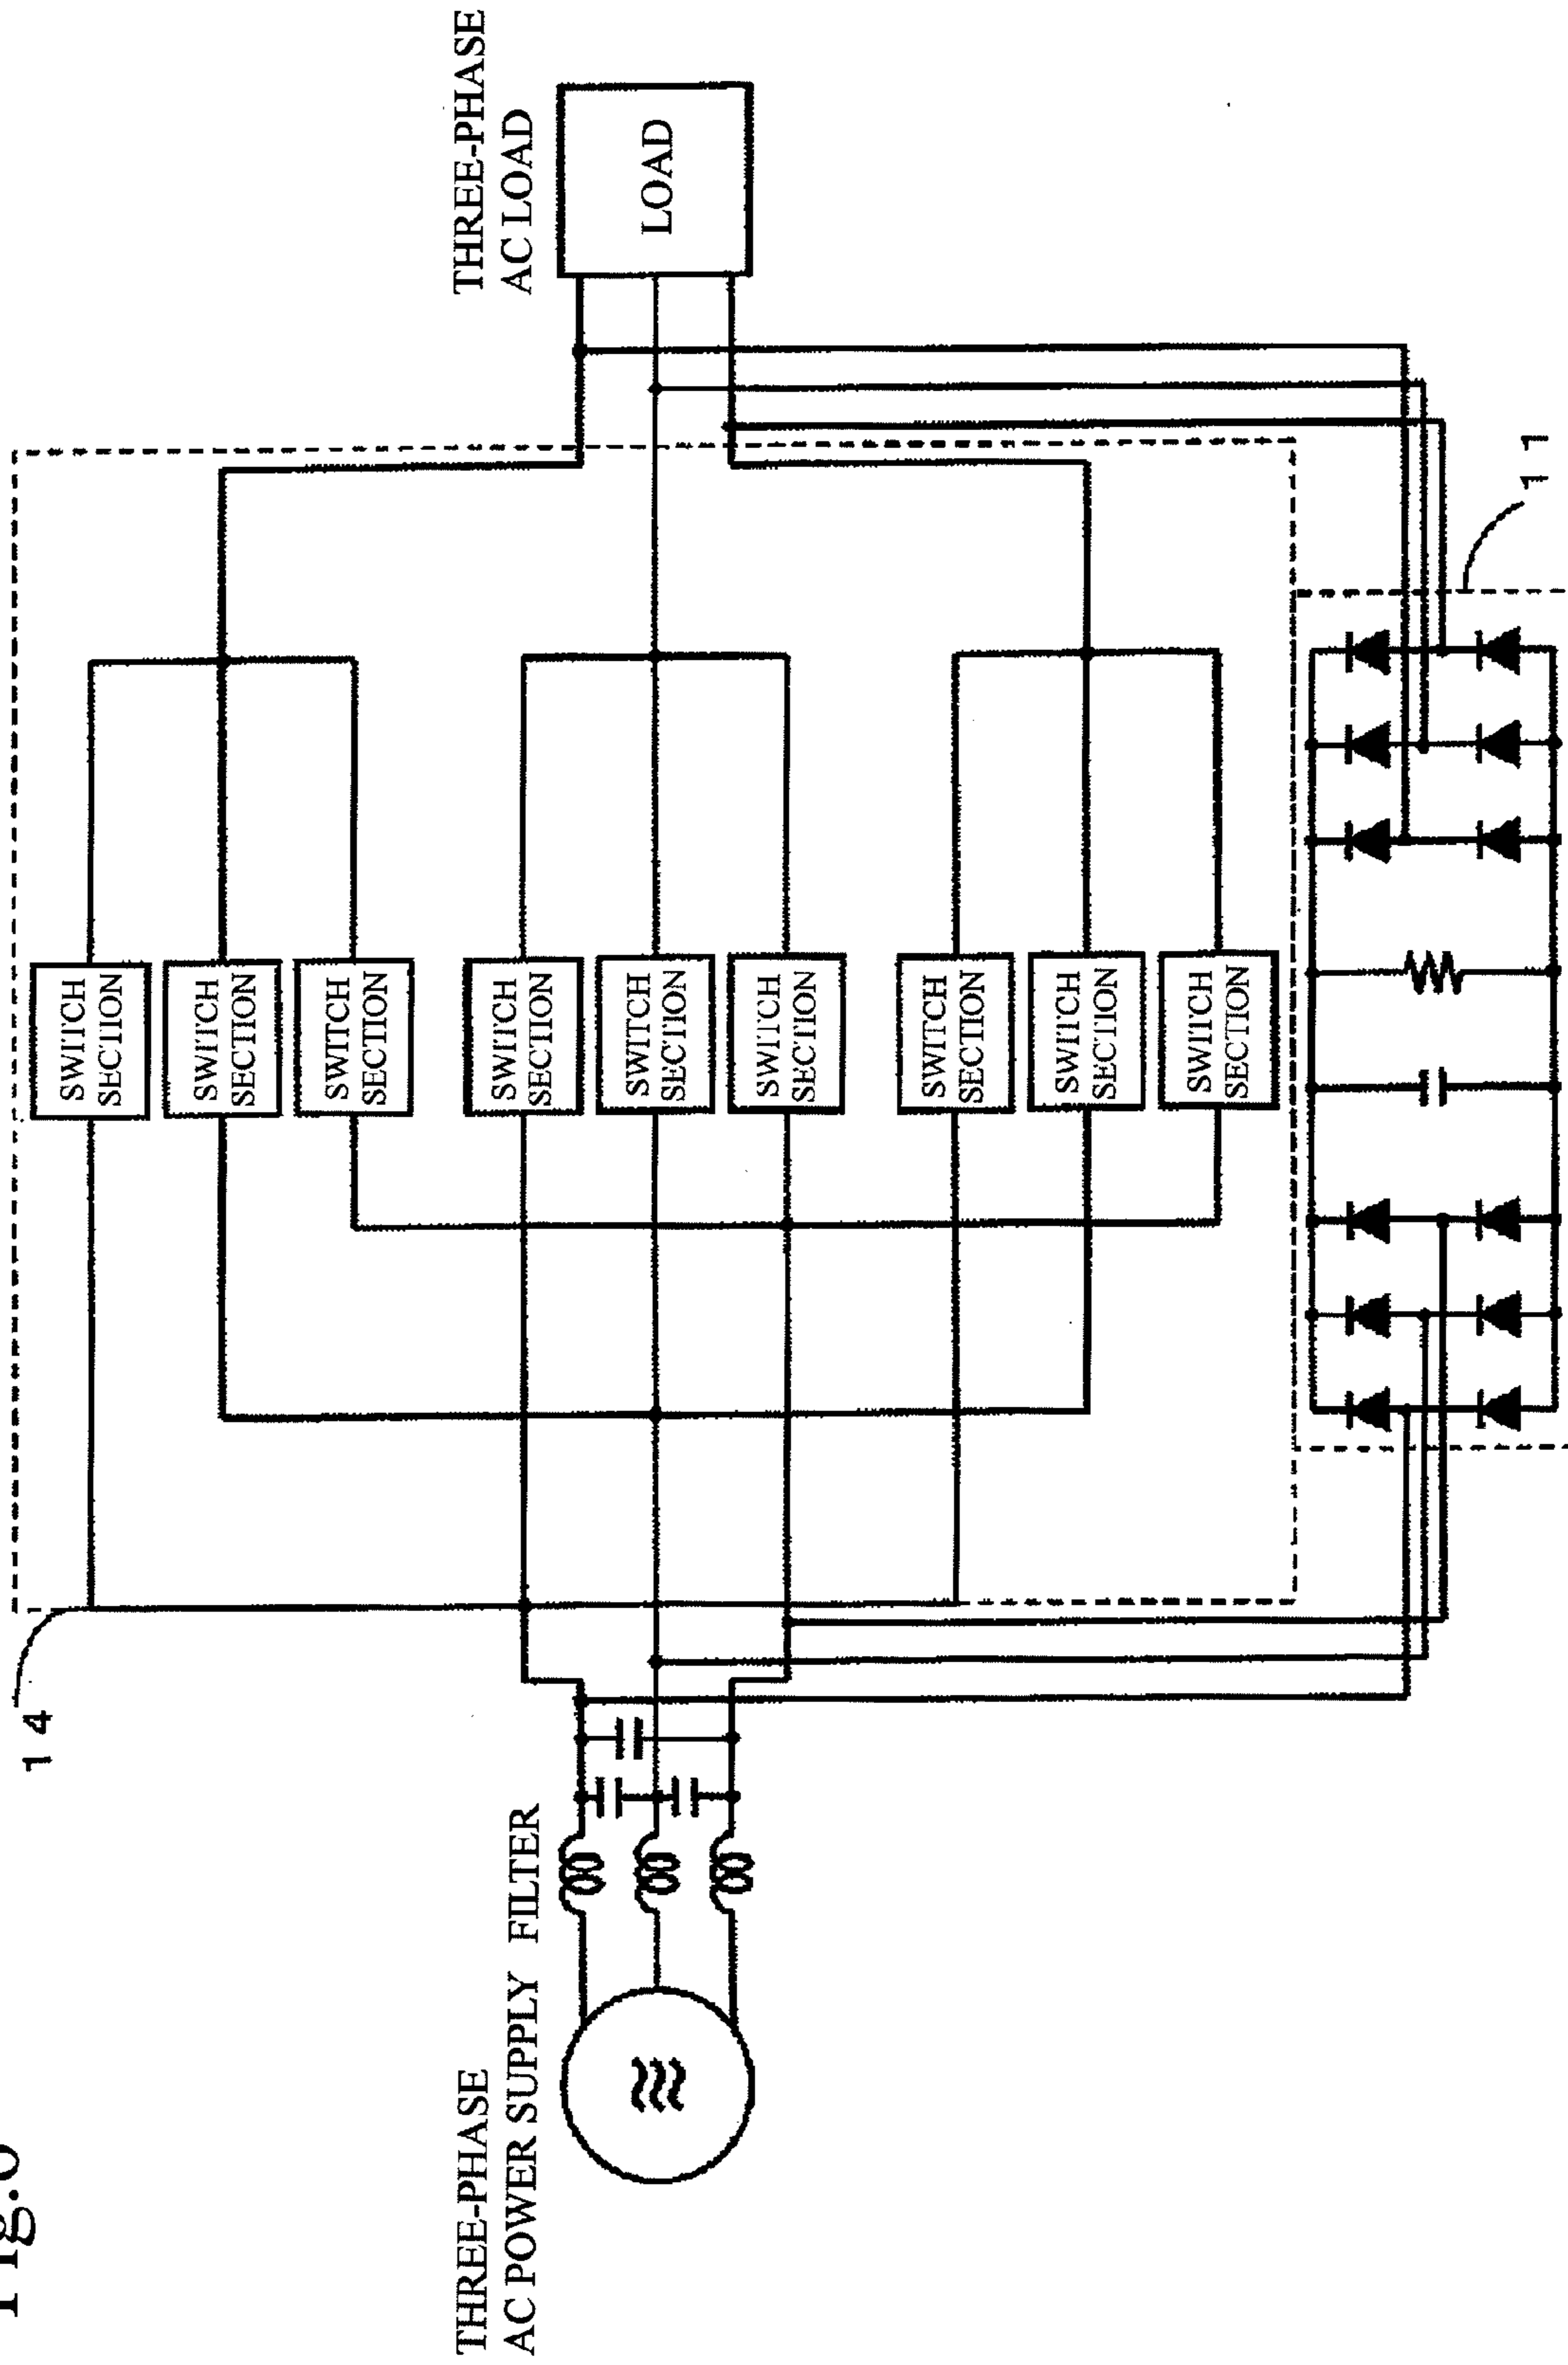 Fig.6
14
THREE-PHASE
AC POWER SUPPLY FILTER
THREE-PHASE
AC LOAD
LOAD
SWITCH
SECTION
SWITCH
SECTION
SWITCH
SECTION
SWITCH
SECTION
SWITCH
SECTION
SWITCH
SECTION
SWITCH
SECTION
SWITCH
SECTION
SWITCH
SECTION
11